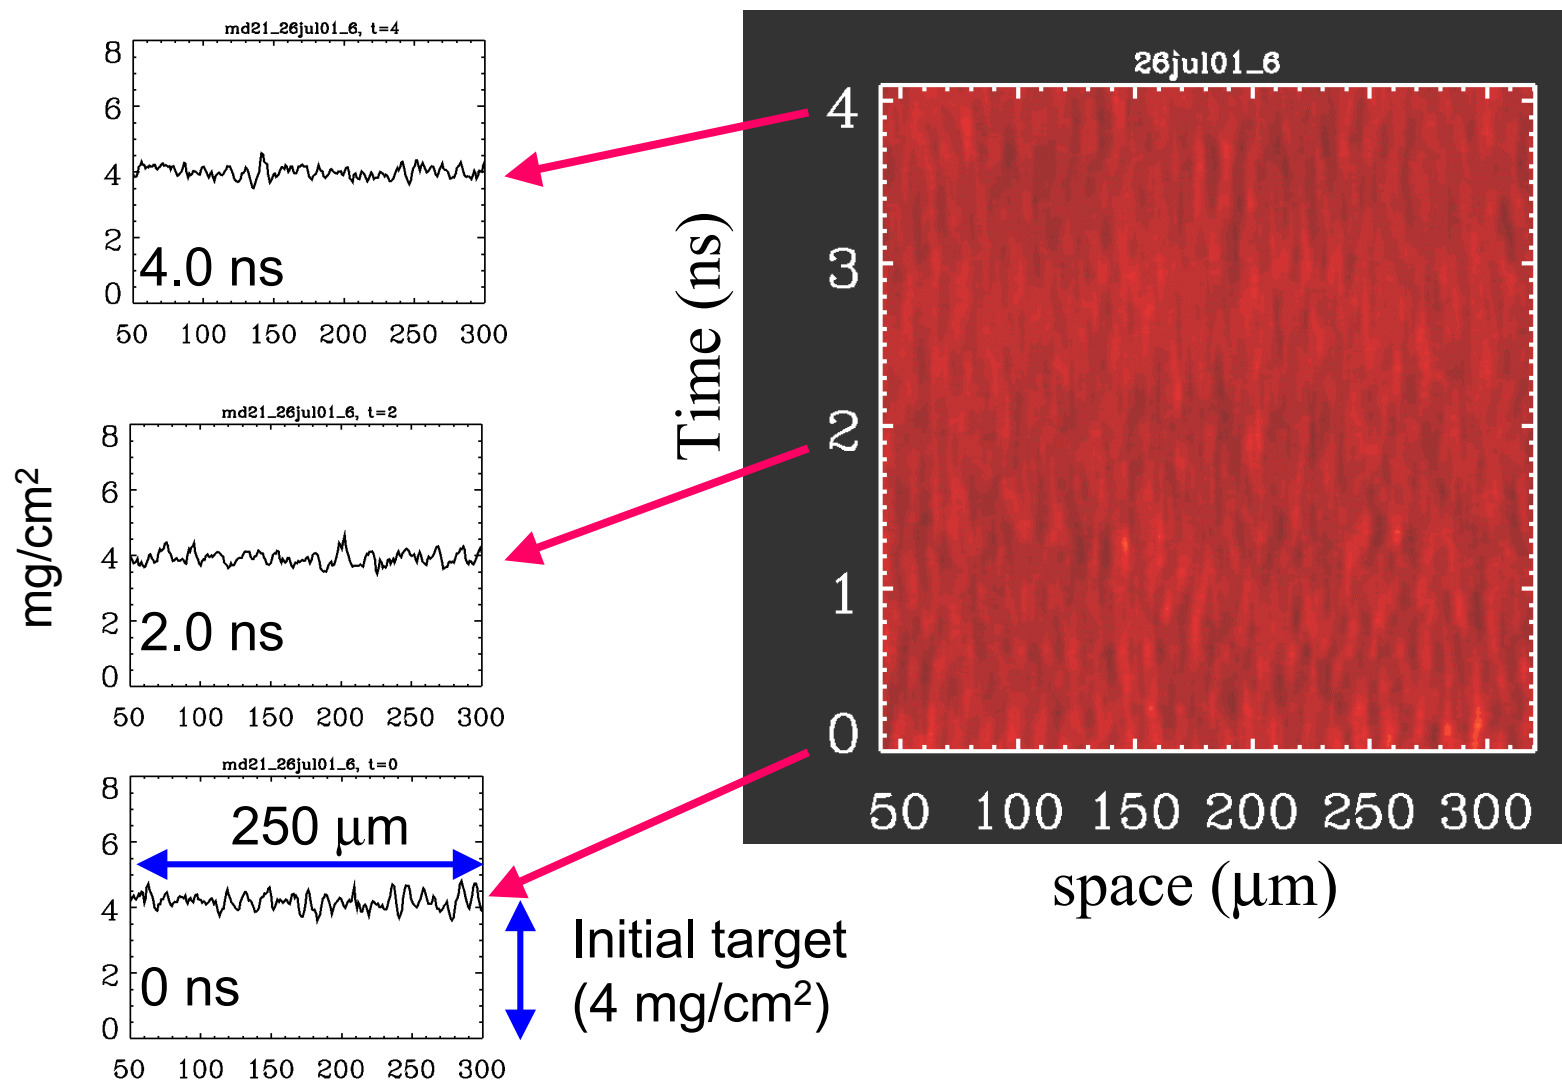 md21_26jul01_6, t=4
8
6
4
2
0
4.0 ns
50 100 150 200 250 300
md21_26jul01_6, t=2
8
6
4
2
0
2.0 ns
50 100 150 200 250 300
mg/cm²
md21_26jul01_6, t=0
8
6
4
2
0
250 μm
0 ns
50 100 150 200 250 300
Initial target
(4 mg/cm²)
26jul01_6
4
3
2
1
0
Time (ns)
50 100 150 200 250 300
space (μm)